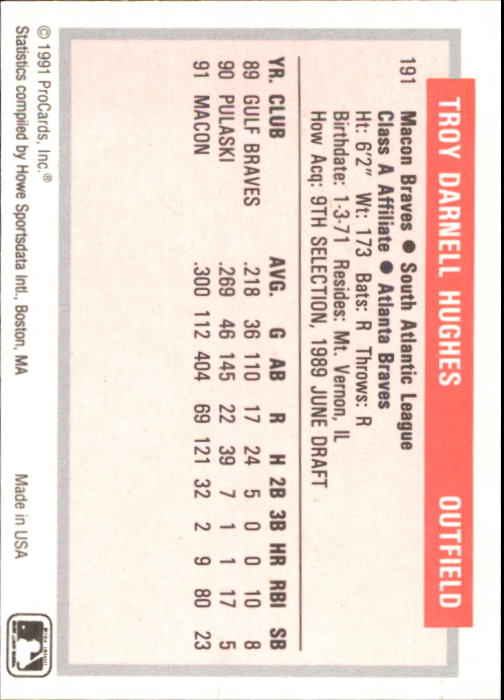 TROY DARNELL HUGHES OUTFIELD
191 Macon Braves ● South Atlantic League
Class A Affiliate ● Atlanta Braves
Ht: 6'2" Wt: 173 Bats: R Throws: R
Birthdate: 1-3-71 Resides: Mt. Vernon, IL
How Acq: 9TH SELECTION, 1989 JUNE DRAFT
YR. CLUB AVG. G AB R H 2B 3B HR RBI SB
89 GULF BRAVES .218 36 110 17 24 5 0 0 10 8
90 PULASKI .269 46 145 22 39 7 1 1 17 5
91 MACON .300 112 404 69 121 32 2 9 80 23
© 1991 ProCards, Inc.® Made in USA
Statistics compiled by Howe Sportsdata Intl., Boston, MA